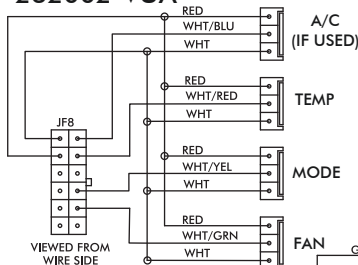 RED
WHT/BLU
WHT
A/C
(IF USED)
RED
WHT/RED
WHT
TEMP
JF8
RED
WHT/YEL
WHT
MODE
RED
WHT/GRN
WHT
FAN
VIEWED FROM
WIRE SIDE